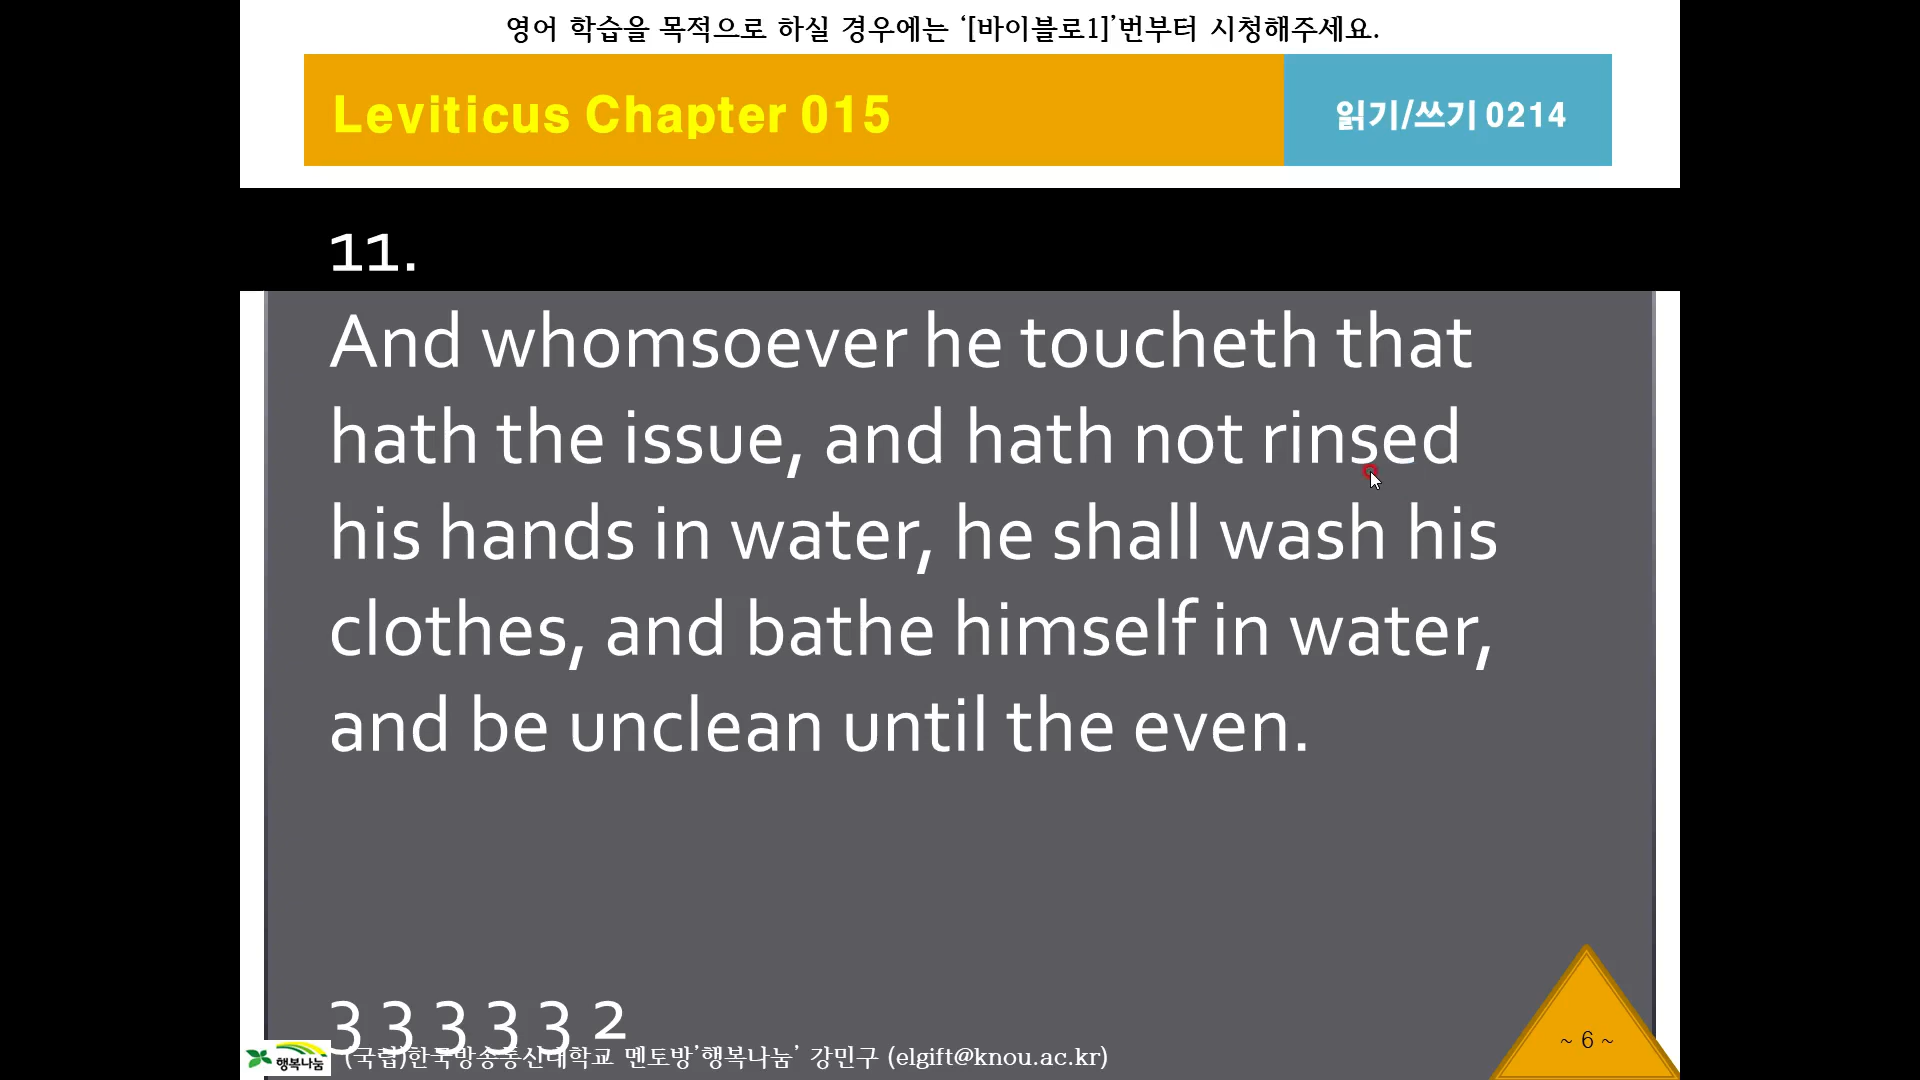 영어 학습을 목적으로 하실 경우에는 ‘[바이블로1]’번부터 시청해주세요.
Leviticus Chapter 015
읽기/쓰기 0214
11.
And whomsoever he toucheth that
hath the issue, and hath not rinsed
his hands in water, he shall wash his
clothes, and bathe himself in water,
and be unclean until the even.
3 3 3 3 3 2
행복나눔
(국립)한국방송통신대학교 멘토방’행복나눔’ 강민구 (elgift@knou.ac.kr)
~ 6 ~